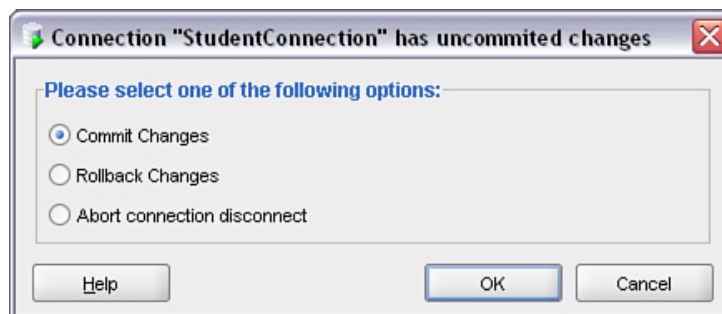 Connection "StudentConnection" has uncommited changes
Please select one of the following options:
Commit Changes
Rollback Changes
Abort connection disconnect
Help
OK
Cancel